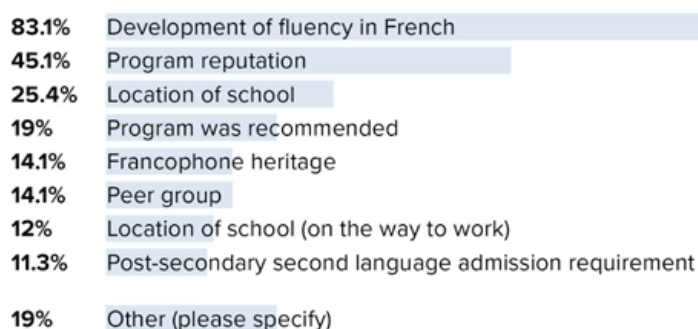 83.1% Development of fluency in French
45.1% Program reputation
25.4% Location of school
19% Program was recommended
14.1% Francophone heritage
14.1% Peer group
12% Location of school (on the way to work)
11.3% Post-secondary second language admission requirement
19% Other (please specify)